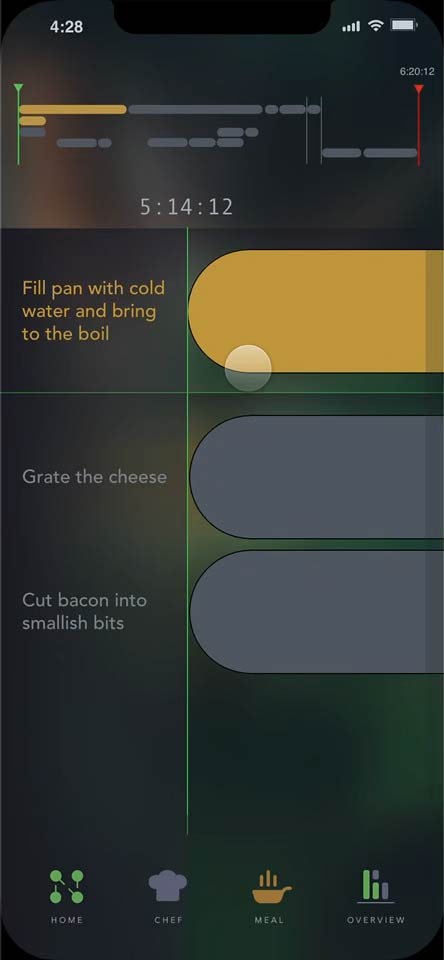 4:28
6:20:12
5:14:12
Fill pan with cold
water and bring
to the boil
Grate the cheese
Cut bacon into
smallish bits
HOME
CHEF
MEAL
OVERVIEW